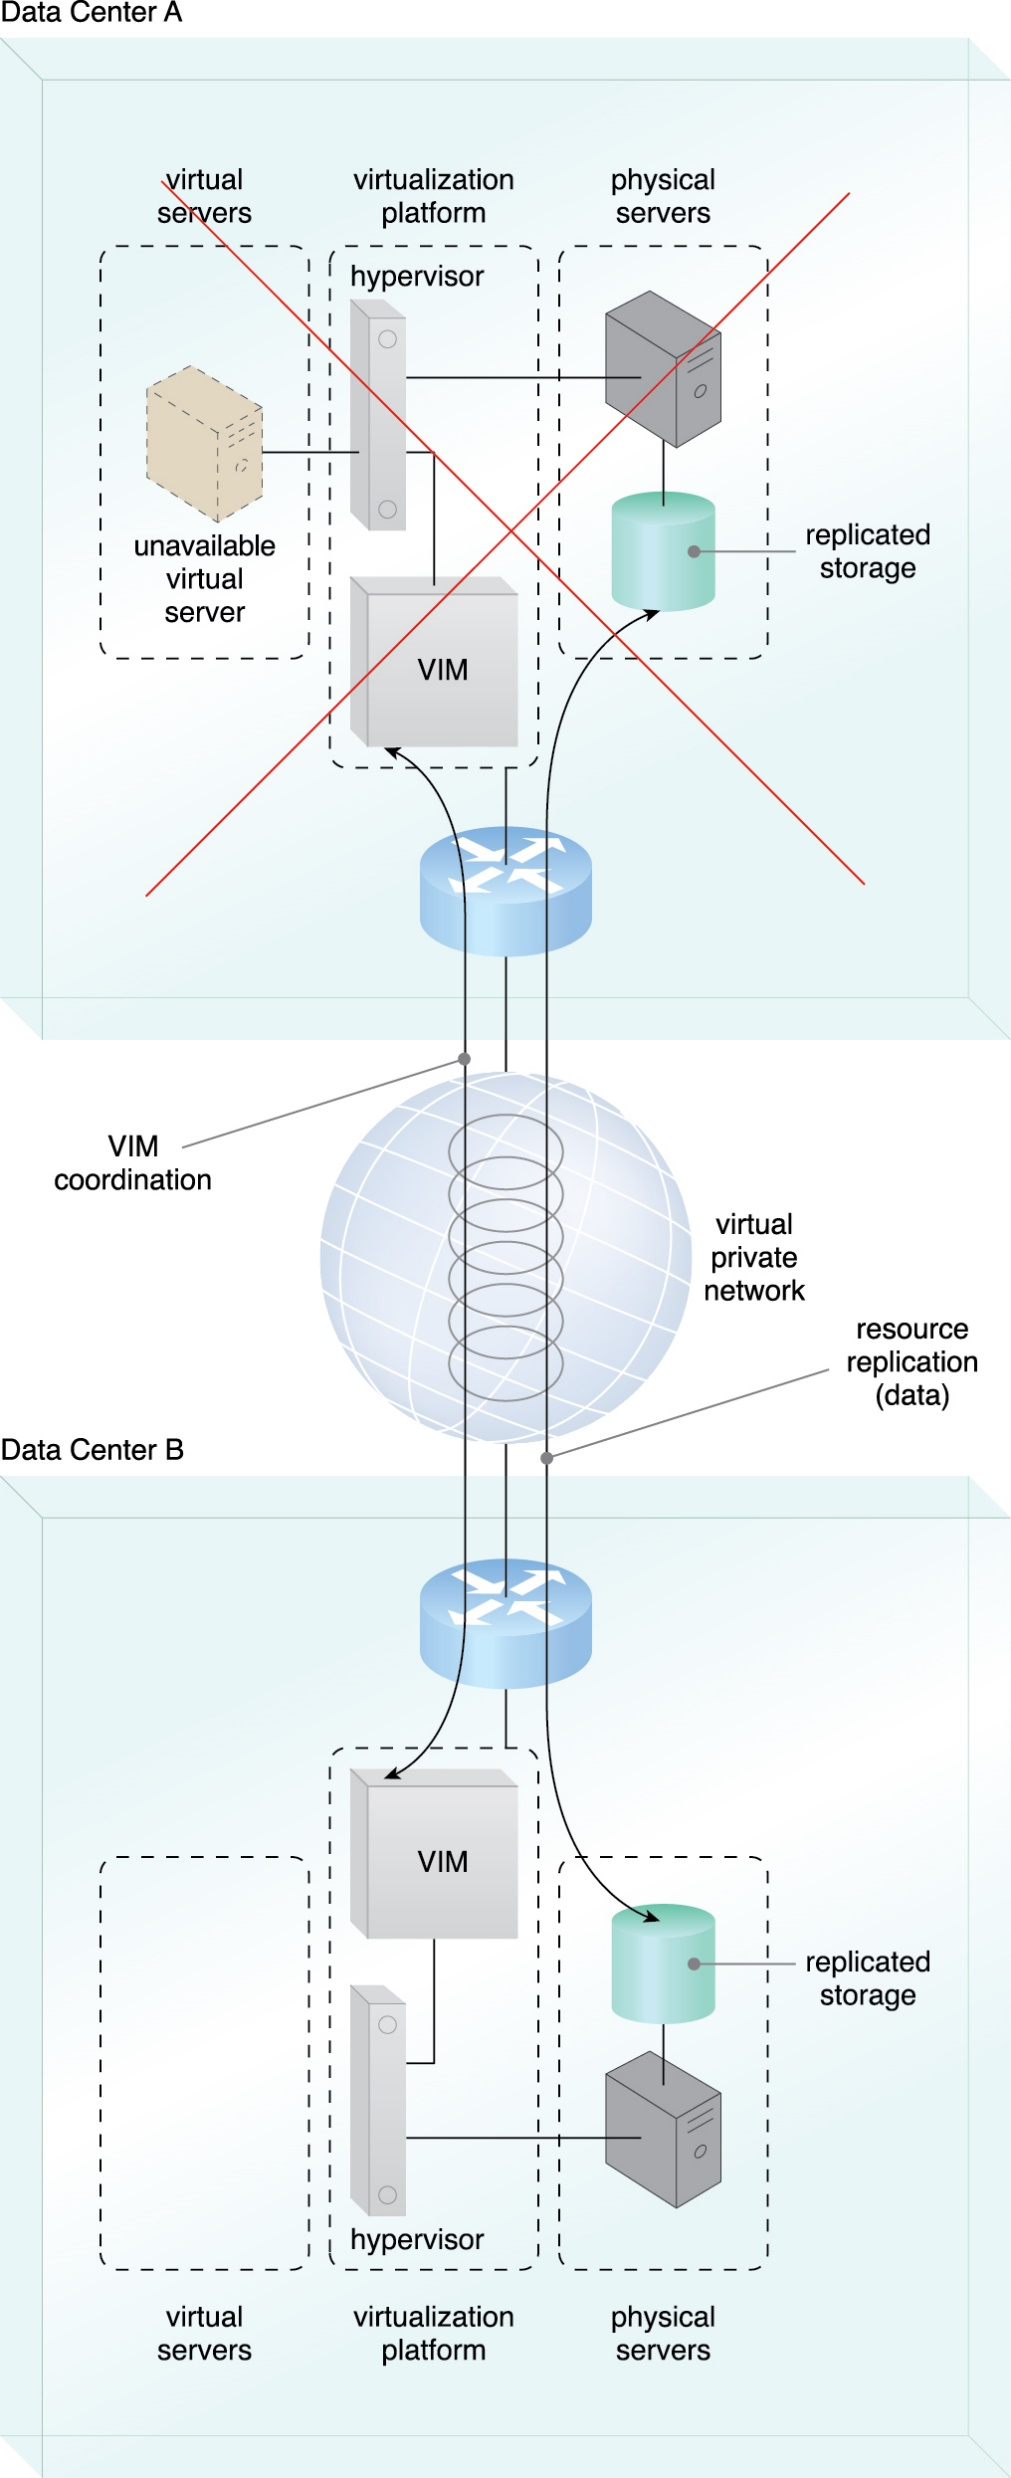 Data Center A
virtual
servers
virtualization
platform
physical
servers
hypervisor
unavailable
virtual
server
replicated
storage
VIM
VIM
coordination
virtual
private
network
resource
replication
(data)
Data Center B
VIM
replicated
storage
hypervisor
virtual
servers
virtualization
platform
physical
servers